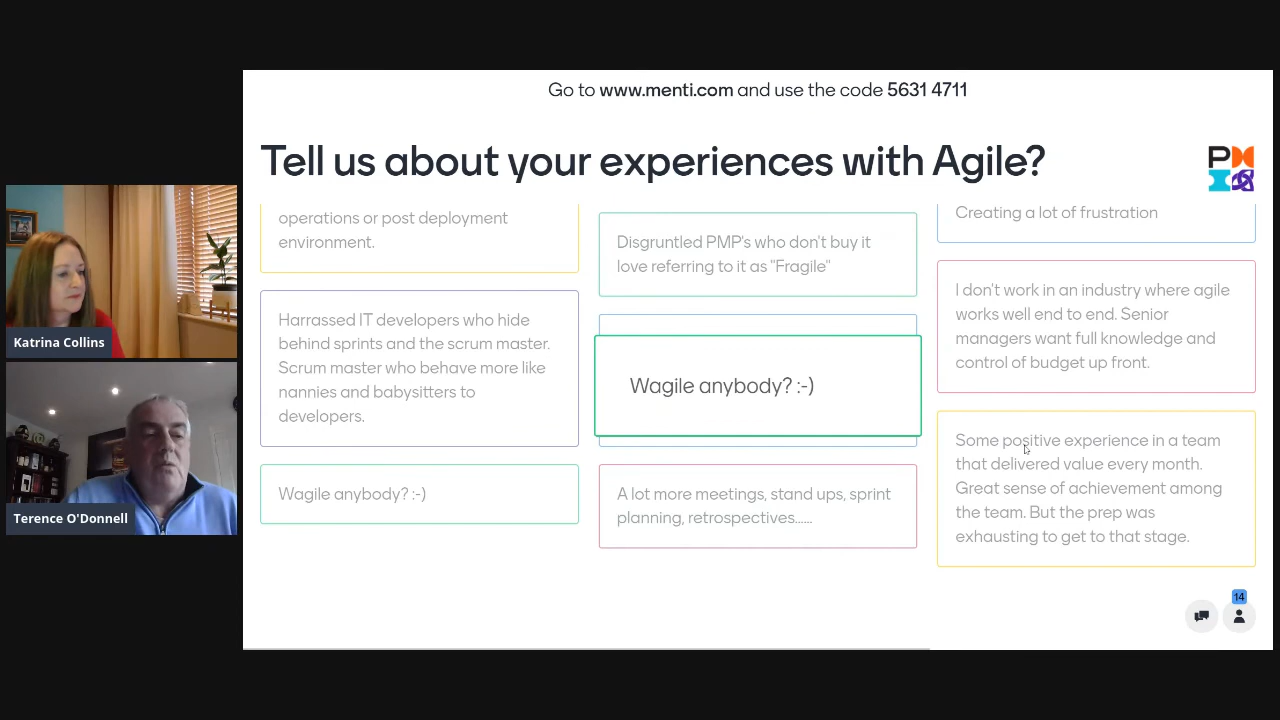 Go to www.menti.com and use the code 5631 4711
Tell us about your experiences with Agile?
PM
operations or post deployment
environment.
Harrassed IT developers who hide
behind sprints and the scrum master.
Scrum master who behave more like
nannies and babysitters to
developers.
Wagile anybody? :-)
Disgruntled PMP's who don't buy it
love referring to it as "Fragile"
Wagile anybody? :-)
A lot more meetings, stand ups, sprint
planning, retrospectives......
Creating a lot of frustration
I don't work in an industry where agile
works well end to end. Senior
managers want full knowledge and
control of budget up front.
Some positive experience in a team
that delivered value every month.
Great sense of achievement among
the team. But the prep was
exhausting to get to that stage.
14
Katrina Collins
Terence O'Donnell